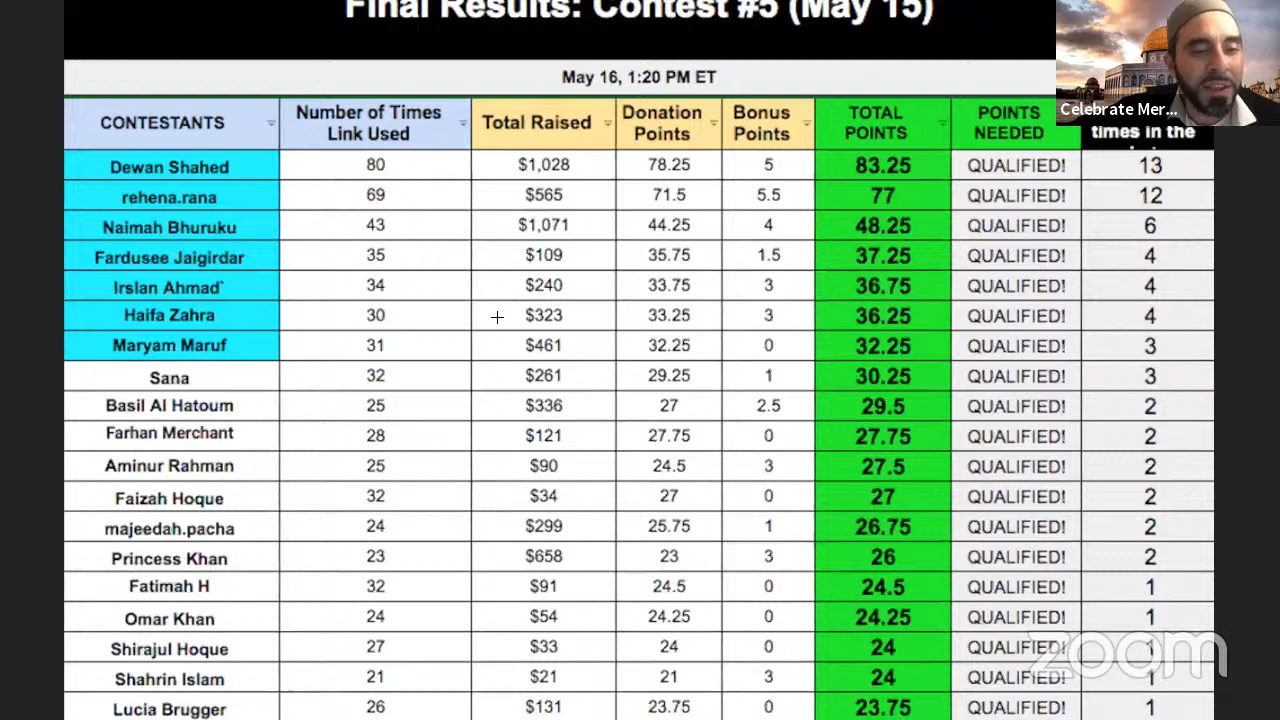 Final Results: Contest #5 (May 15)
May 16, 1:20 PM ET
Celebrate Mer...
CONTESTANTS Number of Times Link Used Total Raised Donation Points Bonus Points TOTAL POINTS POINTS NEEDED times in the
Dewan Shahed 80 $1,028 78.25 5 83.25 QUALIFIED! 13
rehena.rana 69 $565 71.5 5.5 77 QUALIFIED! 12
Naimah Bhuruku 43 $1,071 44.25 4 48.25 QUALIFIED! 6
Fardusee Jaigirdar 35 $109 35.75 1.5 37.25 QUALIFIED! 4
Irslan Ahmad` 34 $240 33.75 3 36.75 QUALIFIED! 4
Haifa Zahra 30 $323 33.25 3 36.25 QUALIFIED! 4
Maryam Maruf 31 $461 32.25 0 32.25 QUALIFIED! 3
Sana 32 $261 29.25 1 30.25 QUALIFIED! 3
Basil Al Hatoum 25 $336 27 2.5 29.5 QUALIFIED! 2
Farhan Merchant 28 $121 27.75 0 27.75 QUALIFIED! 2
Aminur Rahman 25 $90 24.5 3 27.5 QUALIFIED! 2
Faizah Hoque 32 $34 27 0 27 QUALIFIED! 2
majeedah.pacha 24 $299 25.75 1 26.75 QUALIFIED! 2
Princess Khan 23 $658 23 3 26 QUALIFIED! 2
Fatimah H 32 $91 24.5 0 24.5 QUALIFIED! 1
Omar Khan 24 $54 24.25 0 24.25 QUALIFIED! 1
Shirajul Hoque 27 $33 24 0 24 QUALIFIED! 1
Shahrin Islam 21 $21 21 3 24 QUALIFIED! 1
Lucia Brugger 26 $131 23.75 0 23.75 QUALIFIED! 1
zoom